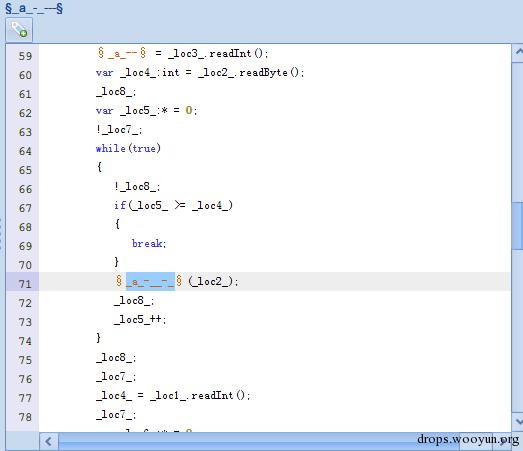 §_a_-_---§
59 §_a_--§ = _loc3_.readInt();
60 var _loc4_:int = _loc2_.readByte();
61 _loc8_;
62 var _loc5_:* = 0;
63 !_loc7_;
64 while(true)
65 {
66 !_loc8_;
67 if(_loc5_ >= _loc4_)
68 {
69 break;
70 }
71 §_a_-__-_§(_loc2_);
72 _loc8_;
73 _loc5_++;
74 }
75 _loc8_;
76 _loc7_;
77 _loc4_ = _loc1_.readInt();
78 _loc7_;
drops.wooyun.org